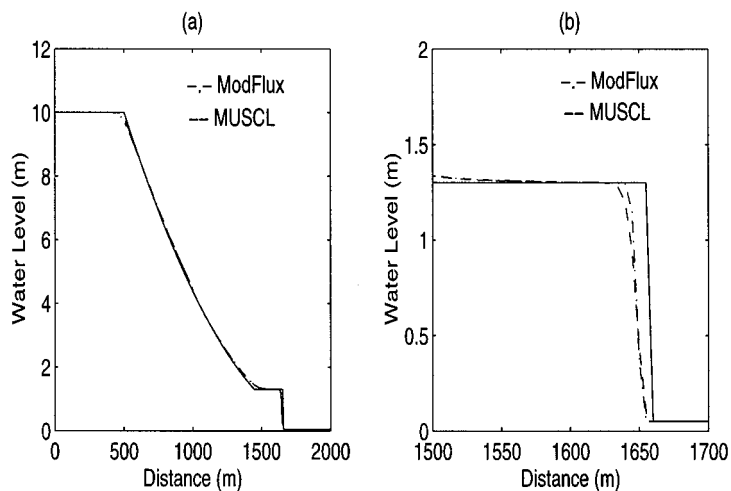 (a)
12
10
8
6
4
2
0
Water Level (m)
ModFlux
MUSCL
0 500 1000 1500 2000
Distance (m)
(b)
2
1.5
1
0.5
0
Water Level (m)
ModFlux
MUSCL
1500 1550 1600 1650 1700
Distance (m)